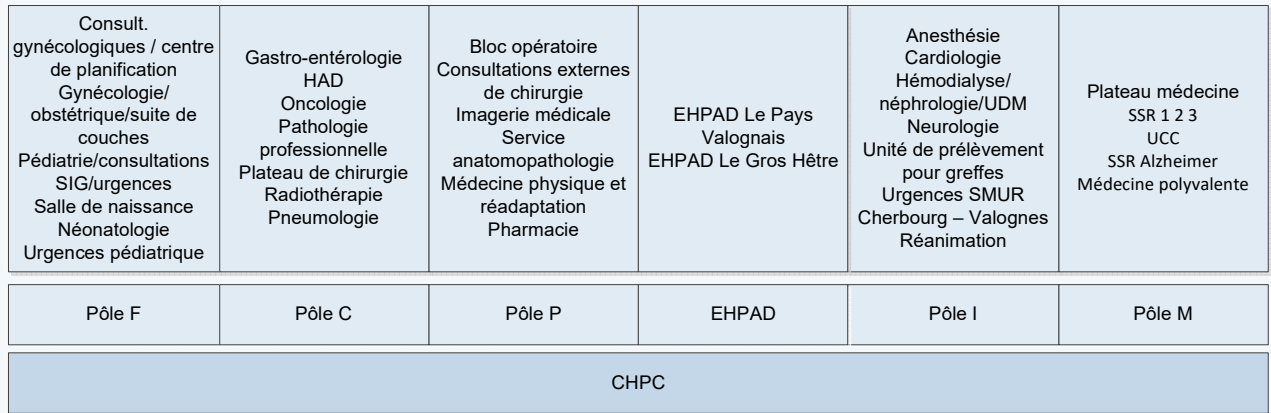 Consult.
gynécologiques / centre
de planification
Gynécologie/
obstétrique/suite de
couches
Pédiatrie/consultations
SIG/urgences
Salle de naissance
Néonatologie
Urgences pédiatrique
Gastro-entérologie
HAD
Oncologie
Pathologie
professionnelle
Plateau de chirurgie
Radiothérapie
Pneumologie
Bloc opératoire
Consultations externes
de chirurgie
Imagerie médicale
Service
anatomopathologie
Médecine physique et
réadaptation
Pharmacie
EHPAD Le Pays
Valognais
EHPAD Le Gros Hêtre
Anesthésie
Cardiologie
Hémodialyse/
néphrologie/UDM
Neurologie
Unité de prélèvement
pour greffes
Urgences SMUR
Cherbourg – Valognes
Réanimation
Plateau médecine
SSR 1 2 3
UCC
SSR Alzheimer
Médecine polyvalente
Pôle F
Pôle C
Pôle P
EHPAD
Pôle I
Pôle M
CHPC